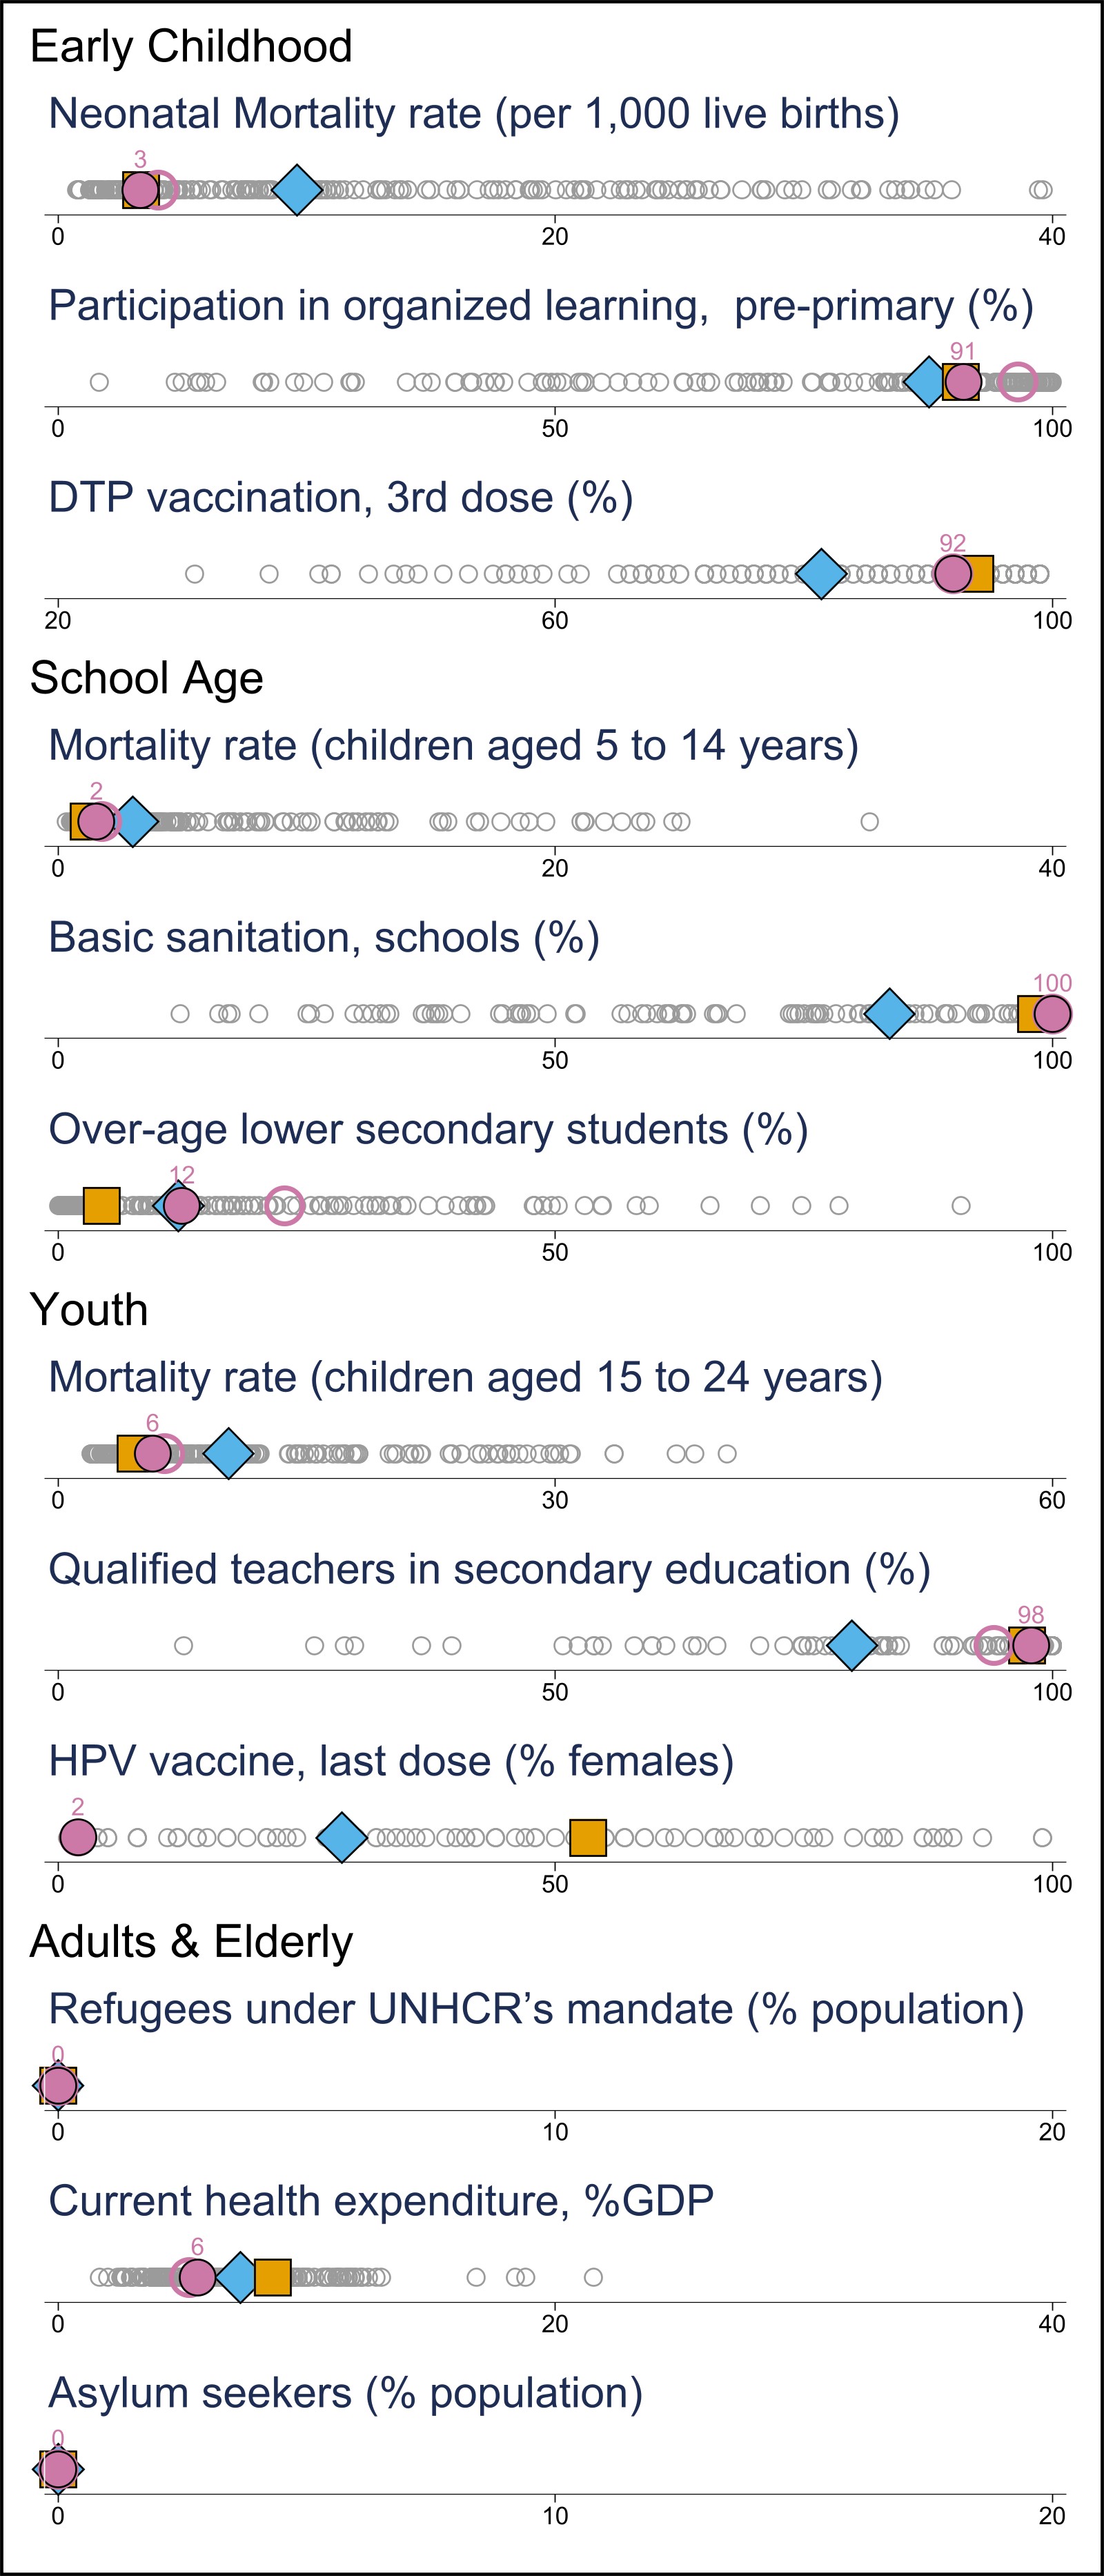 Early Childhood
Neonatal Mortality rate (per 1,000 live births)
3
0 20 40
Participation in organized learning,  pre-primary (%)
91
0 50 100
DTP vaccination, 3rd dose (%)
92
20 60 100
School Age
Mortality rate (children aged 5 to 14 years)
2
0 20 40
Basic sanitation, schools (%)
100
0 50 100
Over-age lower secondary students (%)
12
0 50 100
Youth
Mortality rate (children aged 15 to 24 years)
6
0 30 60
Qualified teachers in secondary education (%)
98
0 50 100
HPV vaccine, last dose (% females)
2
0 50 100
Adults & Elderly
Refugees under UNHCR’s mandate (% population)
0
0 10 20
Current health expenditure, %GDP
6
0 20 40
Asylum seekers (% population)
0
0 10 20